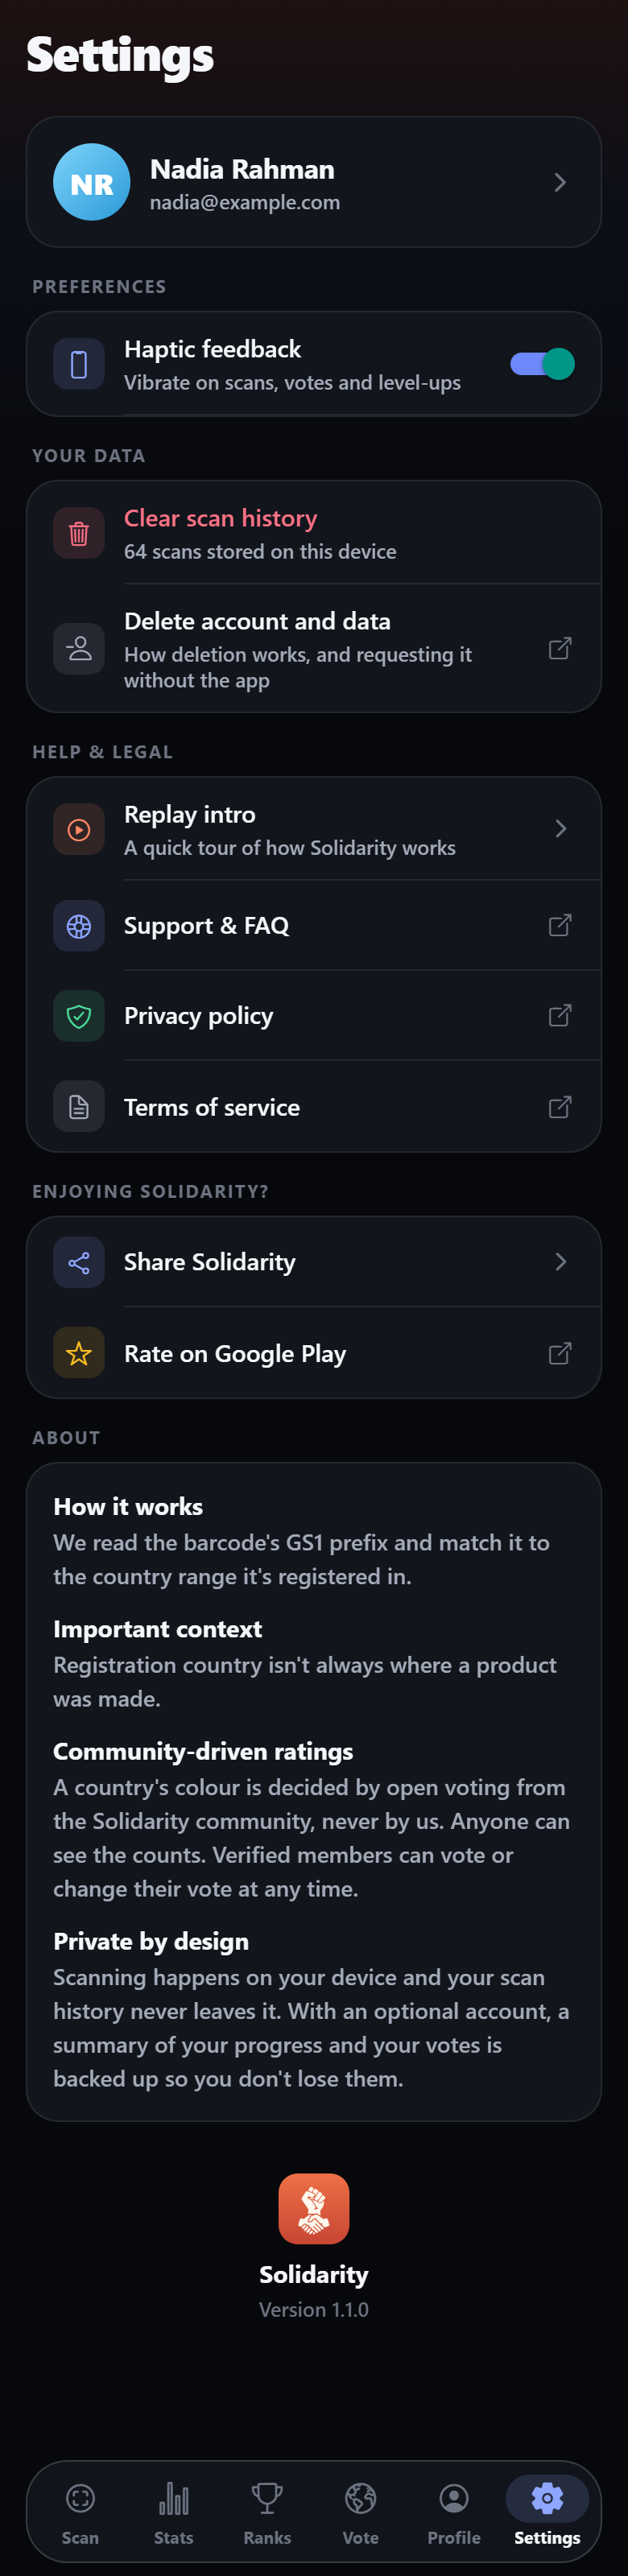 Settings
NR
Nadia Rahman
nadia@example.com
PREFERENCES
Haptic feedback
Vibrate on scans, votes and level-ups
YOUR DATA
Clear scan history
64 scans stored on this device
Delete account and data
How deletion works, and requesting it
without the app
HELP & LEGAL
Replay intro
A quick tour of how Solidarity works
Support & FAQ
Privacy policy
Terms of service
ENJOYING SOLIDARITY?
Share Solidarity
Rate on Google Play
ABOUT
How it works
We read the barcode's GS1 prefix and match it to
the country range it's registered in.
Important context
Registration country isn't always where a product
was made.
Community-driven ratings
A country's colour is decided by open voting from
the Solidarity community, never by us. Anyone can
see the counts. Verified members can vote or
change their vote at any time.
Private by design
Scanning happens on your device and your scan
history never leaves it. With an optional account, a
summary of your progress and your votes is
backed up so you don't lose them.
Solidarity
Version 1.1.0
Scan
Stats
Ranks
Vote
Profile
Settings